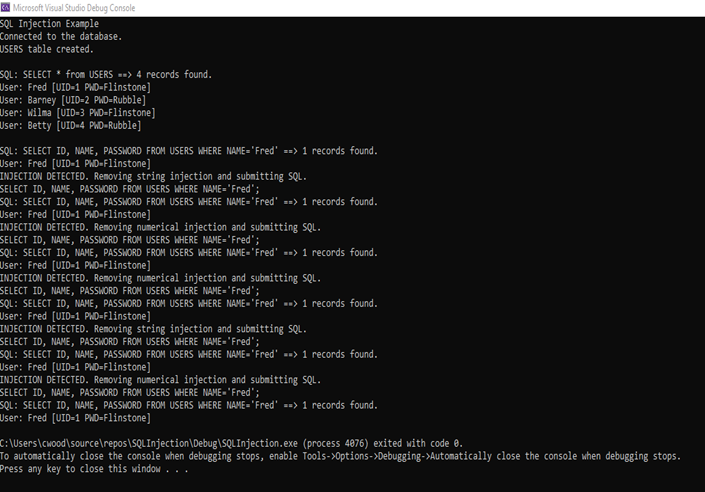 Microsoft Visual Studio Debug Console
SQL Injection Example
Connected to the database.
USERS table created.
SQL: SELECT * from USERS ==> 4 records found.
User: Fred [UID=1 PWD=Flinstone]
User: Barney [UID=2 PWD=Rubble]
User: Wilma [UID=3 PWD=Flinstone]
User: Betty [UID=4 PWD=Rubble]
SQL: SELECT ID, NAME, PASSWORD FROM USERS WHERE NAME='Fred' ==> 1 records found.
User: Fred [UID=1 PWD=Flinstone]
INJECTION DETECTED. Removing string injection and submitting SQL.
SELECT ID, NAME, PASSWORD FROM USERS WHERE NAME='Fred';
SQL: SELECT ID, NAME, PASSWORD FROM USERS WHERE NAME='Fred' ==> 1 records found.
User: Fred [UID=1 PWD=Flinstone]
INJECTION DETECTED. Removing numerical injection and submitting SQL.
SELECT ID, NAME, PASSWORD FROM USERS WHERE NAME='Fred';
SQL: SELECT ID, NAME, PASSWORD FROM USERS WHERE NAME='Fred' ==> 1 records found.
User: Fred [UID=1 PWD=Flinstone]
INJECTION DETECTED. Removing numerical injection and submitting SQL.
SELECT ID, NAME, PASSWORD FROM USERS WHERE NAME='Fred';
SQL: SELECT ID, NAME, PASSWORD FROM USERS WHERE NAME='Fred' ==> 1 records found.
User: Fred [UID=1 PWD=Flinstone]
INJECTION DETECTED. Removing string injection and submitting SQL.
SELECT ID, NAME, PASSWORD FROM USERS WHERE NAME='Fred';
SQL: SELECT ID, NAME, PASSWORD FROM USERS WHERE NAME='Fred' ==> 1 records found.
User: Fred [UID=1 PWD=Flinstone]
INJECTION DETECTED. Removing numerical injection and submitting SQL.
SELECT ID, NAME, PASSWORD FROM USERS WHERE NAME='Fred';
SQL: SELECT ID, NAME, PASSWORD FROM USERS WHERE NAME='Fred' ==> 1 records found.
User: Fred [UID=1 PWD=Flinstone]
C:\Users\cwood\source\repos\SQLInjection\Debug\SQLInjection.exe (process 4076) exited with code 0.
To automatically close the console when debugging stops, enable Tools->Options->Debugging->Automatically close the console when debugging stops.
Press any key to close this window . . .